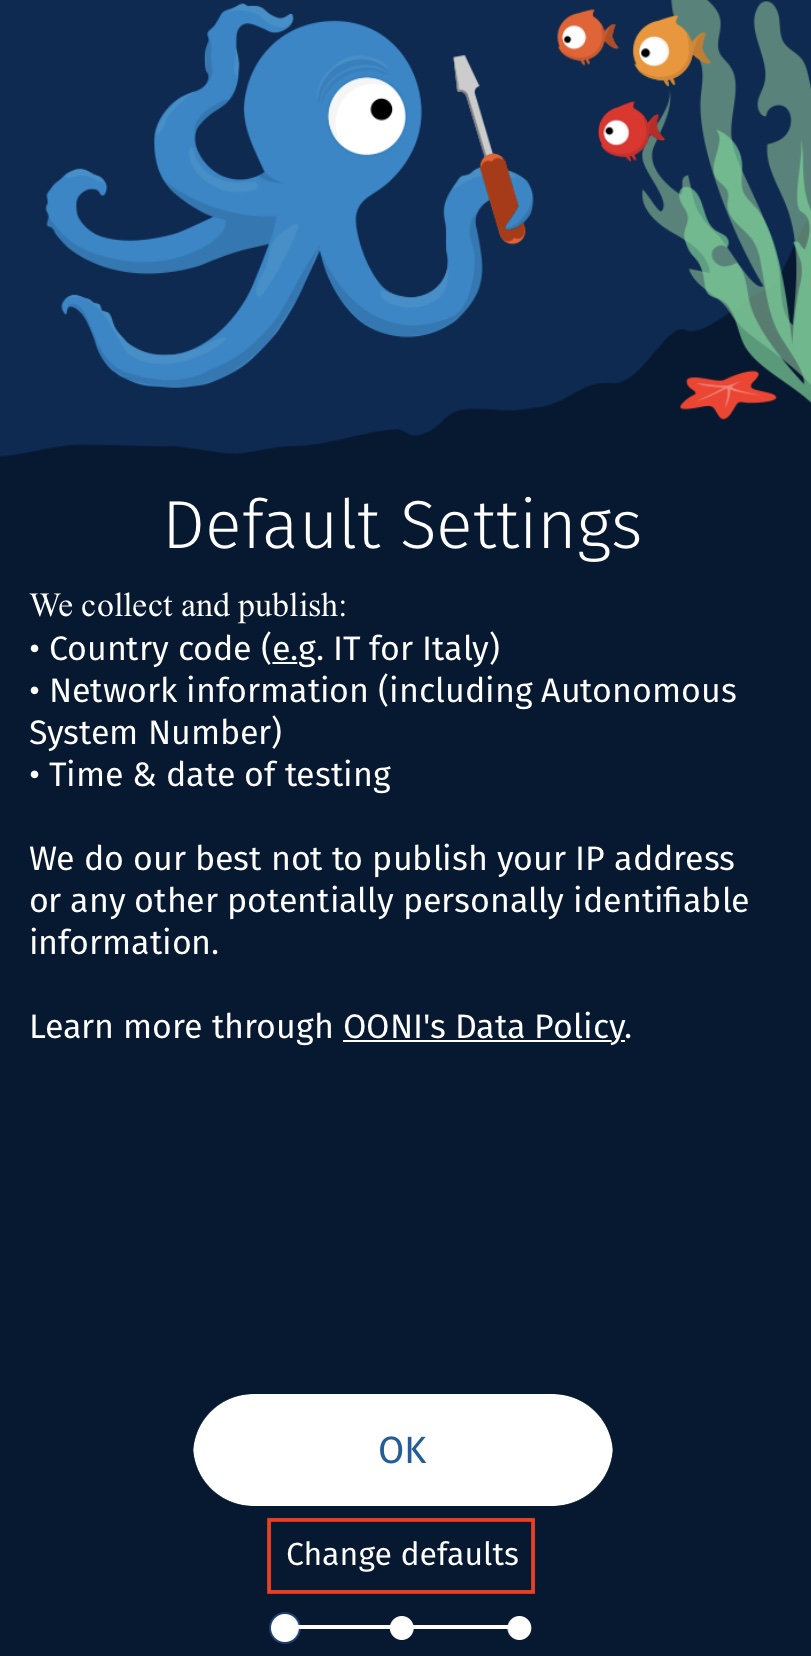 Default Settings
We collect and publish:
• Country code (e.g. IT for Italy)
• Network information (including Autonomous
System Number)
• Time & date of testing
We do our best not to publish your IP address
or any other potentially personally identifiable
information.
Learn more through OONI's Data Policy.
OK
Change defaults